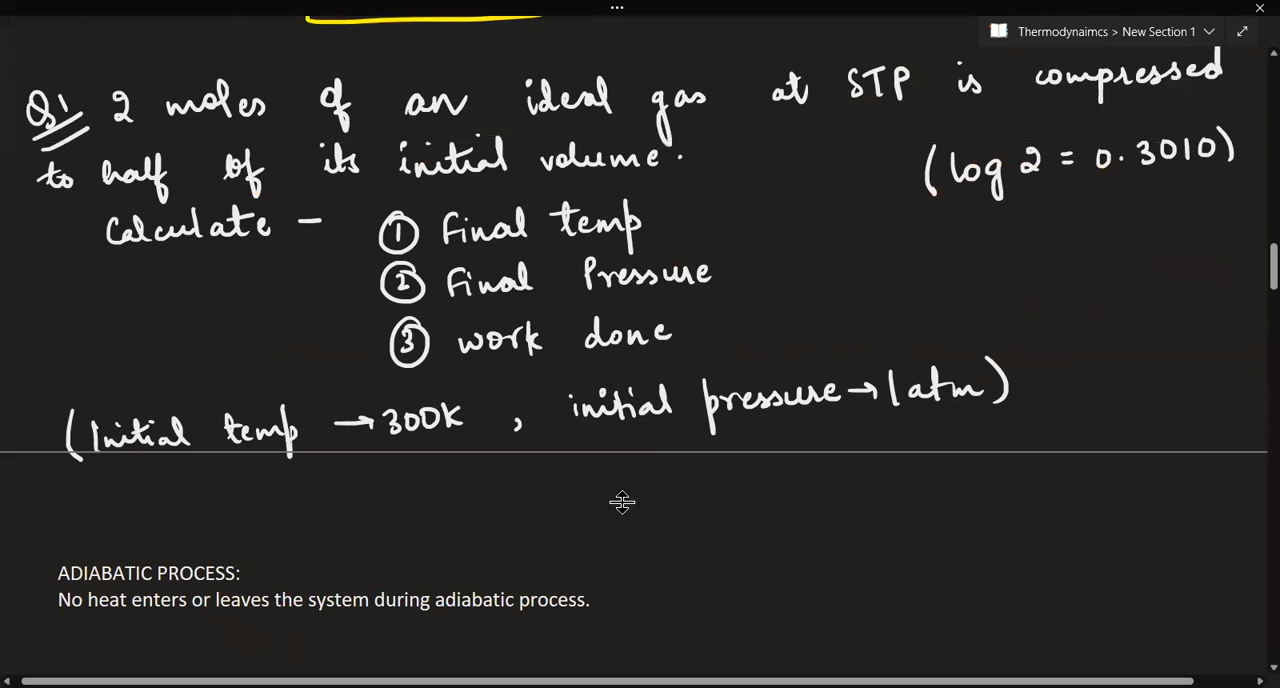 Thermodynaimcs > New Section 1
Q1 2 moles of an ideal gas at STP is compressed
to half of its initial volume.
(log 2 = 0.3010)
Calculate - ① final temp
② final Pressure
③ work done
(Initial temp → 300K , initial pressure → 1 atm)
ADIABATIC PROCESS:
No heat enters or leaves the system during adiabatic process.